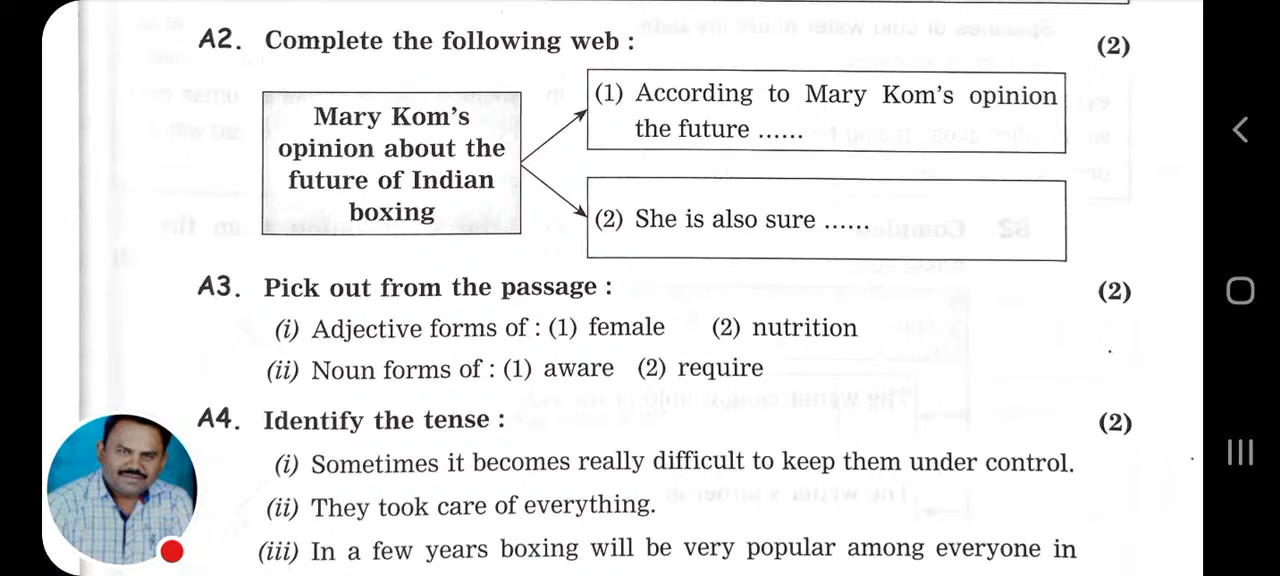 A2. Complete the following web : (2)
Mary Kom's
opinion about the
future of Indian
boxing
(1) According to Mary Kom's opinion
the future ......
(2) She is also sure ......
A3. Pick out from the passage : (2)
(i) Adjective forms of : (1) female (2) nutrition
(ii) Noun forms of : (1) aware (2) require
A4. Identify the tense : (2)
(i) Sometimes it becomes really difficult to keep them under control.
(ii) They took care of everything.
(iii) In a few years boxing will be very popular among everyone in